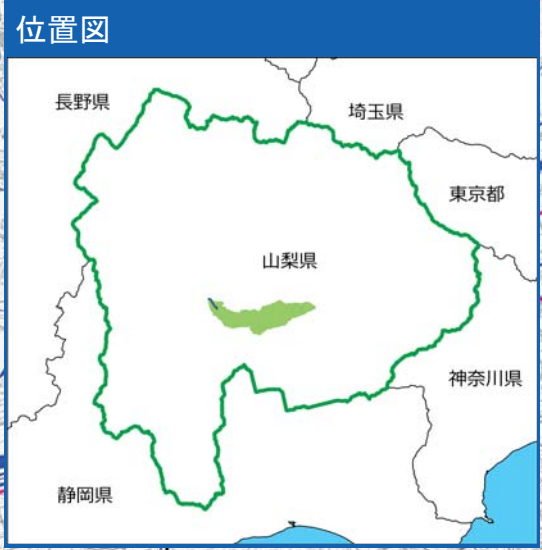 位置図
長野県
埼玉県
東京都
山梨県
神奈川県
静岡県